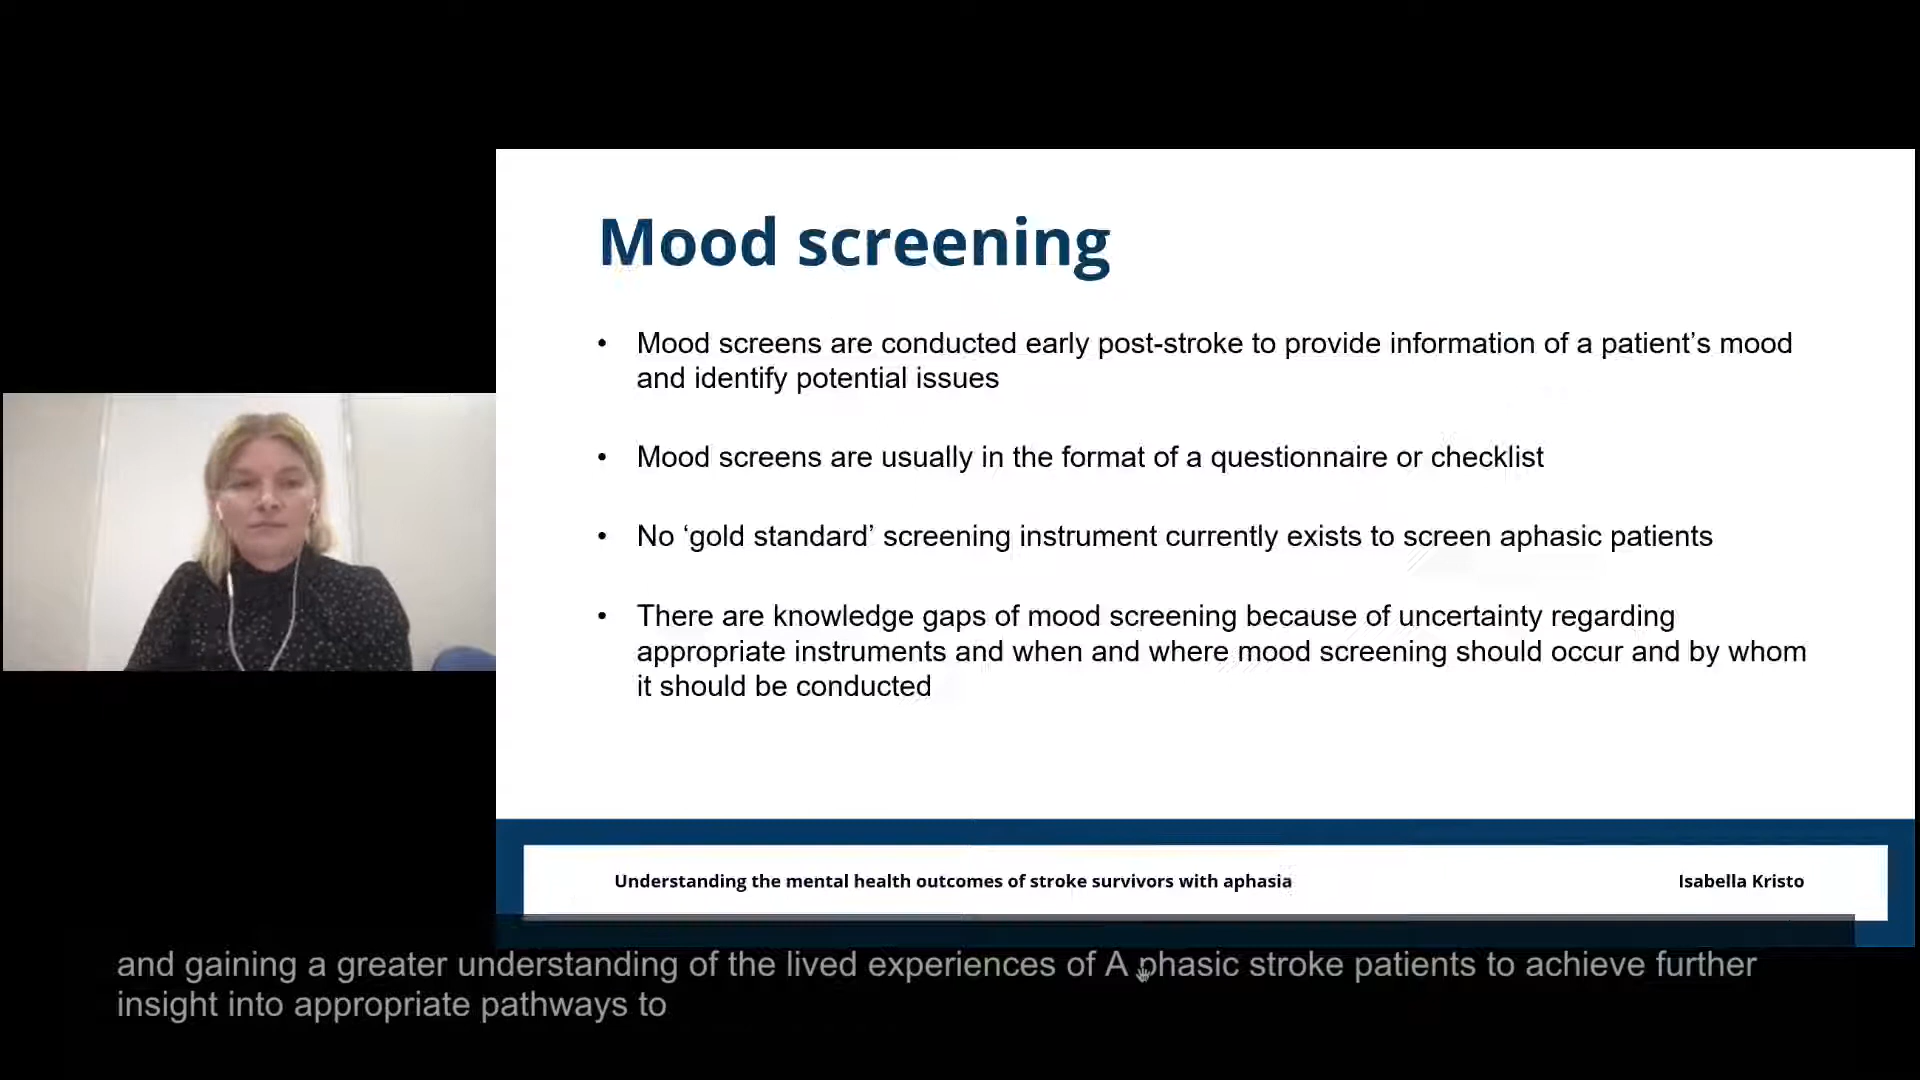 Mood screening
• Mood screens are conducted early post-stroke to provide information of a patient’s mood
and identify potential issues
• Mood screens are usually in the format of a questionnaire or checklist
• No ‘gold standard’ screening instrument currently exists to screen aphasic patients
• There are knowledge gaps of mood screening because of uncertainty regarding
appropriate instruments and when and where mood screening should occur and by whom
it should be conducted
Understanding the mental health outcomes of stroke survivors with aphasia
Isabella Kristo
and gaining a greater understanding of the lived experiences of A phasic stroke patients to achieve further
insight into appropriate pathways to